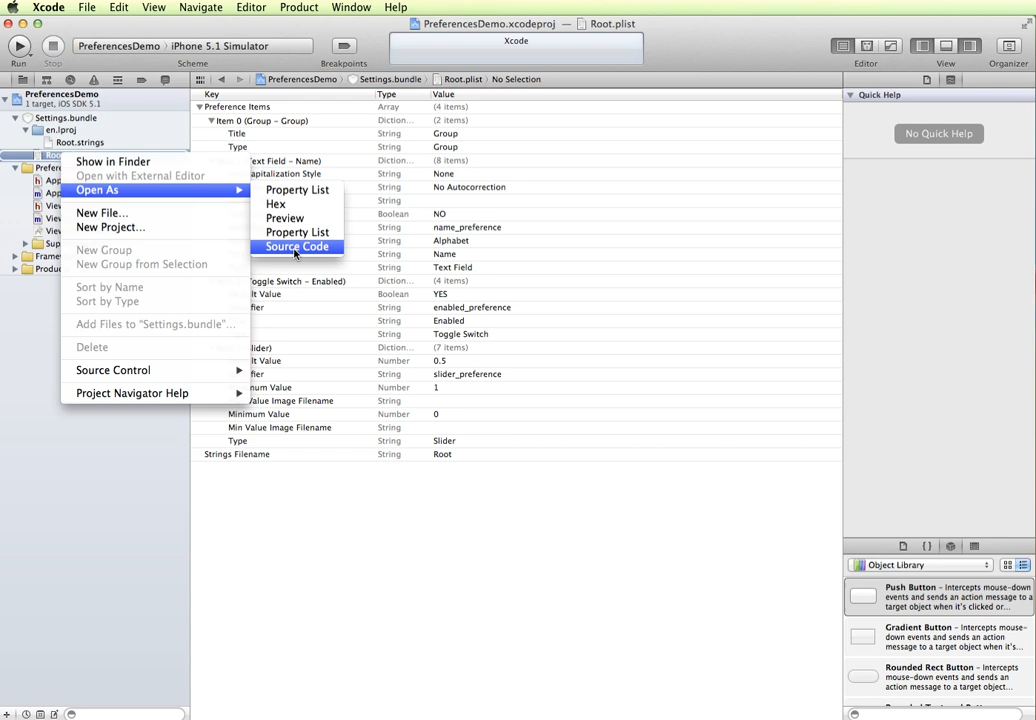 Xcode File Edit View Navigate Editor Product Window Help
PreferencesDemo.xcodeproj — Root.plist
PreferencesDemo iPhone 5.1 Simulator
Xcode
Run Stop Scheme Breakpoints Editor View Organizer
PreferencesDemo Settings.bundle Root.plist No Selection
PreferencesDemo
1 target, iOS SDK 5.1
Settings.bundle
en.lproj
Root.strings
Show in Finder
Open with External Editor
Open As
New File...
New Project...
New Group
New Group from Selection
Sort by Name
Sort by Type
Add Files to "Settings.bundle"...
Delete
Source Control
Project Navigator Help
Property List
Hex
Preview
Property List
Source Code
Key Type Value
Preference Items Array (4 items)
Item 0 (Group – Group) Diction... (2 items)
Title String Group
Type String Group
Text Field – Name) Diction... (8 items)
apitalization Style String None
String No Autocorrection
String
Boolean NO
String name_preference
String Alphabet
String Name
String Text Field
oggle Switch – Enabled) Diction... (4 items)
lt Value Boolean YES
ifier String enabled_preference
String Enabled
String Toggle Switch
lider) Diction... (7 items)
lt Value Number 0.5
ifier String slider_preference
num Value Number 1
Value Image Filename String
Minimum Value Number 0
Min Value Image Filename String
Type String Slider
Strings Filename String Root
Quick Help
No Quick Help
Object Library
Push Button – Intercepts mouse-down
events and sends an action message to a
target object when it's clicked or...
Gradient Button – Intercepts mouse-
down events and sends an action
message to a target object when it's...
Rounded Rect Button – Intercepts
mouse-down events and sends an
action message to a target object...